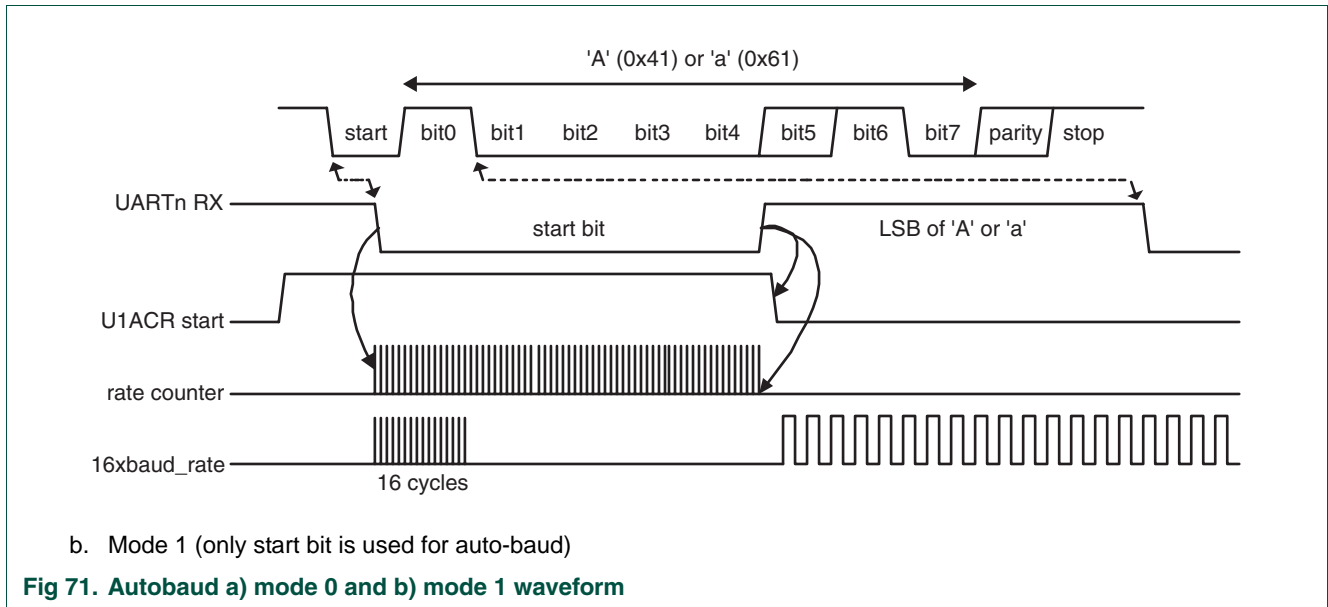 'A' (0x41) or 'a' (0x61)
start bit0 bit1 bit2 bit3 bit4 bit5 bit6 bit7 parity stop
UARTn RX
start bit
LSB of 'A' or 'a'
U1ACR start
rate counter
16xbaud_rate
16 cycles
b. Mode 1 (only start bit is used for auto-baud)
Fig 71. Autobaud a) mode 0 and b) mode 1 waveform